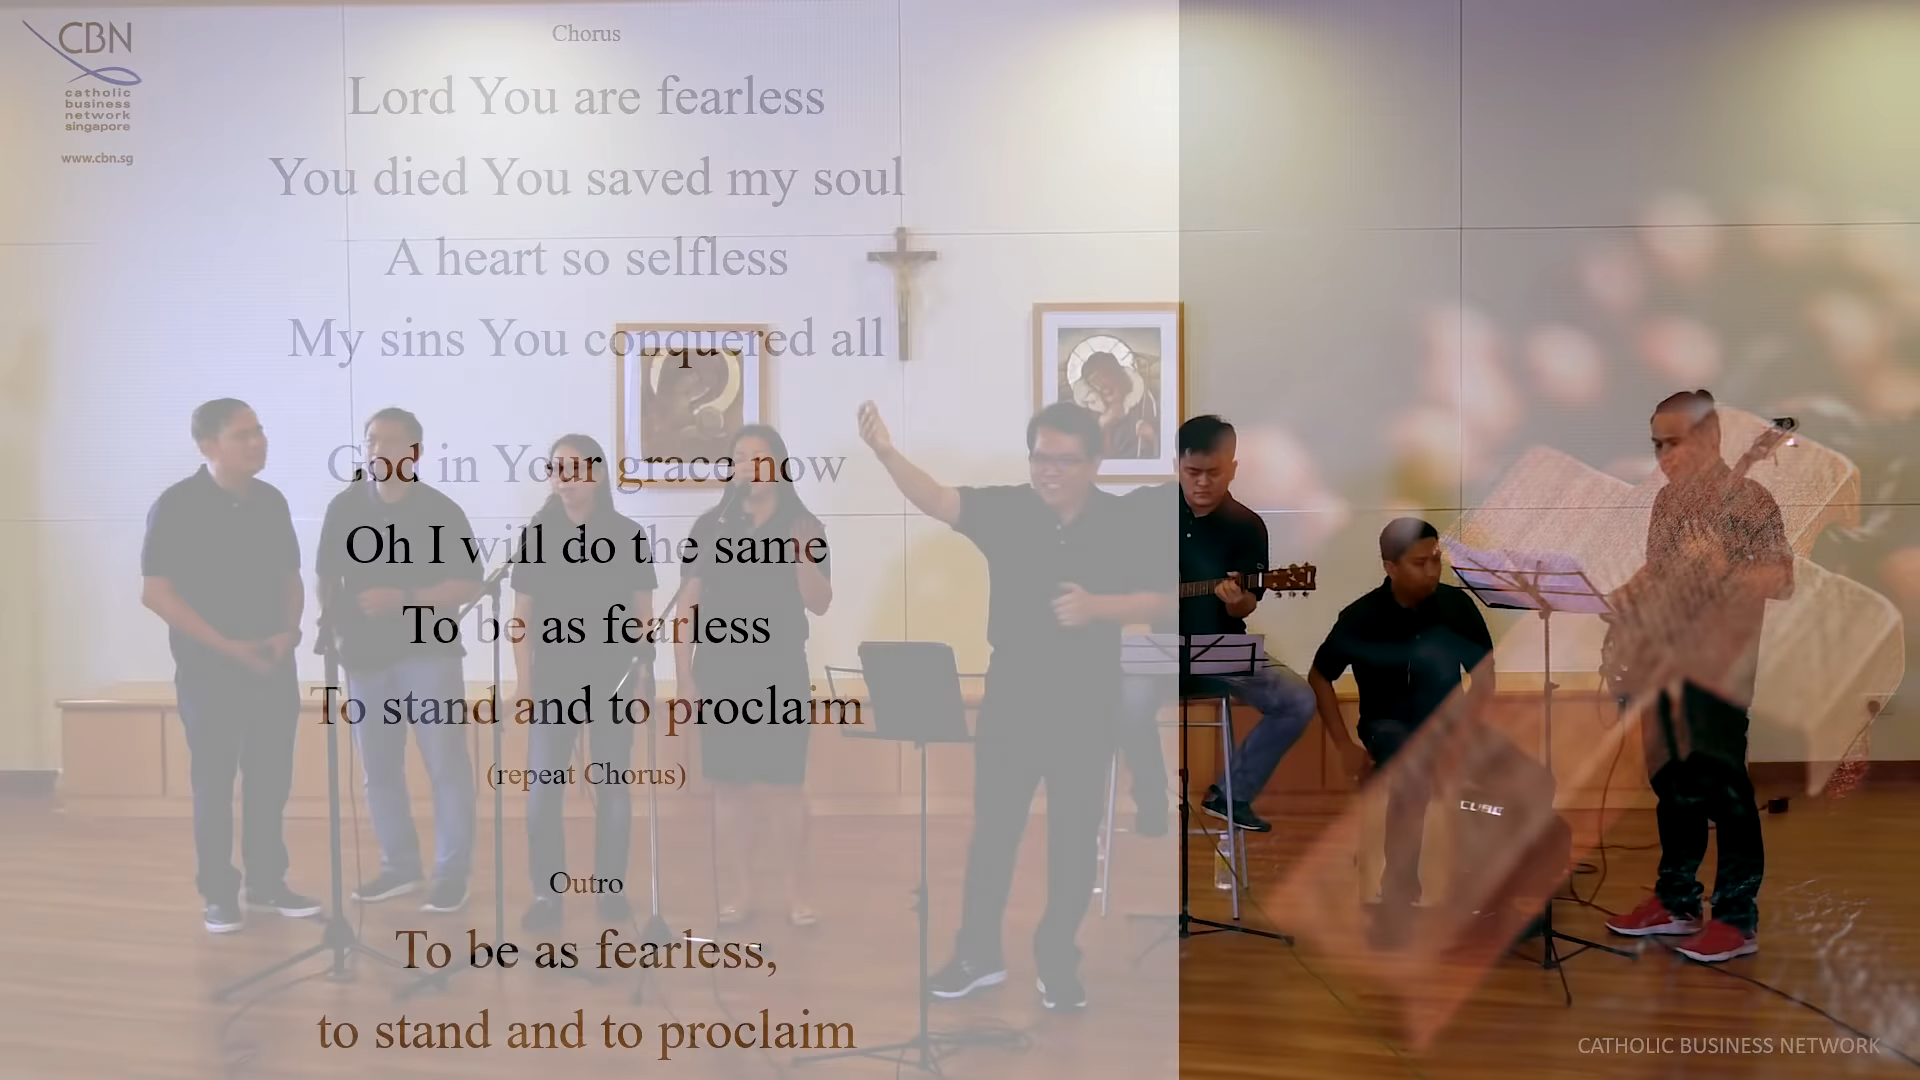 CBN
catholic
business
network
singapore
www.cbn.sg
Chorus
Lord You are fearless
You died You saved my soul
A heart so selfless
My sins You conquered all
God in Your grace now
Oh I will do the same
To be as fearless
To stand and to proclaim
(repeat Chorus)
Outro
To be as fearless,
to stand and to proclaim
CUBE
CATHOLIC BUSINESS NETWORK